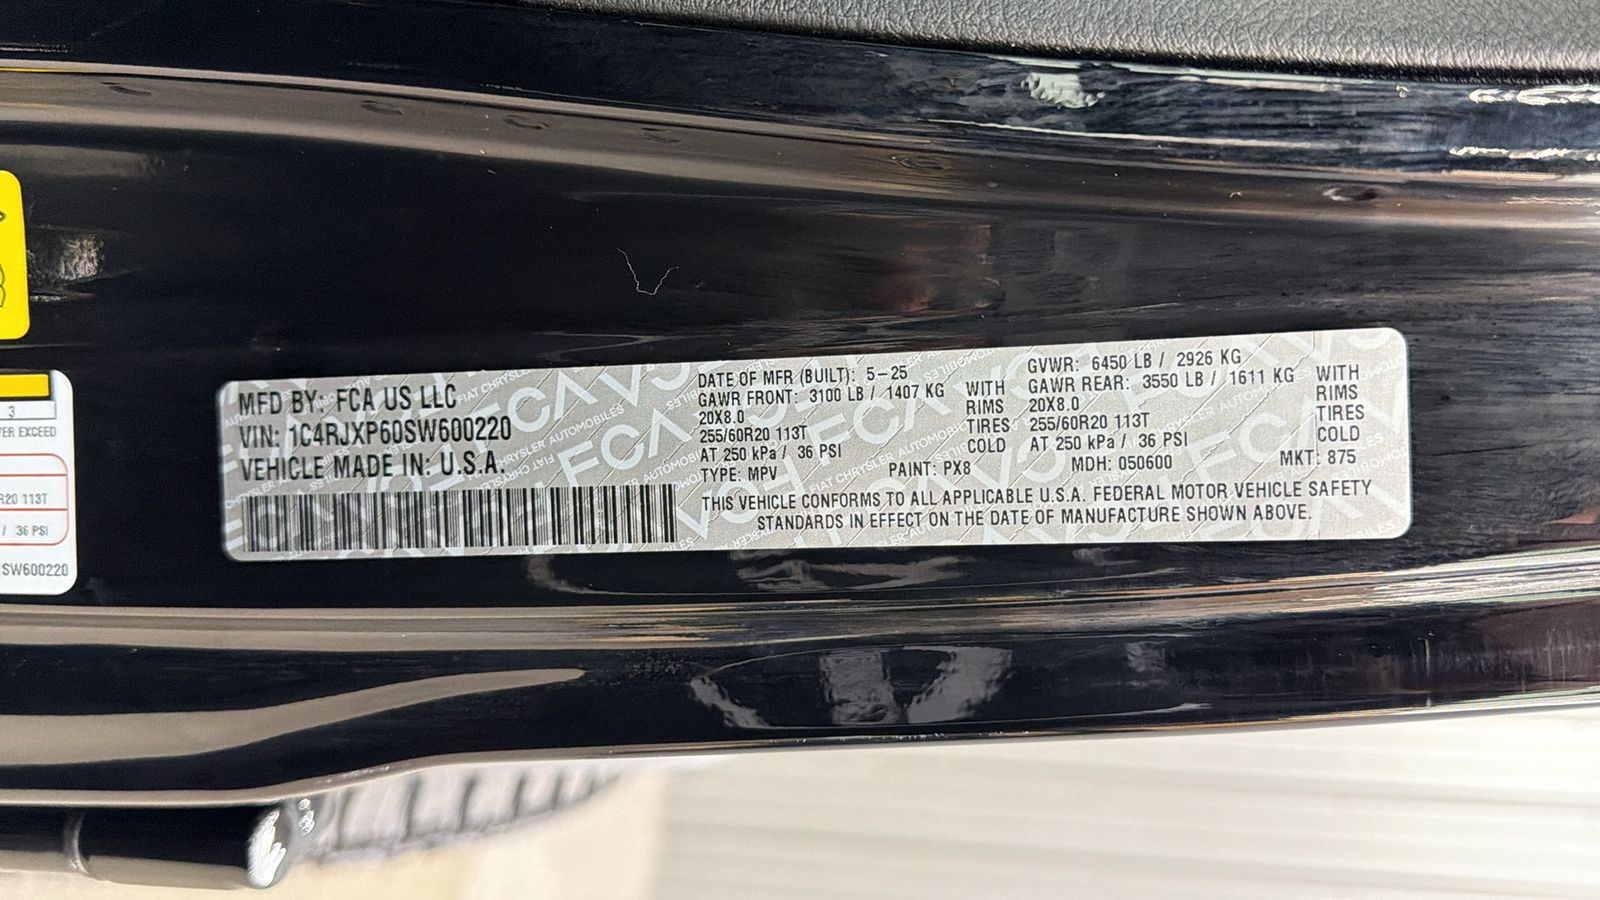 MFD BY: FCA US LLC
VIN: 1C4RJXP60SW600220
VEHICLE MADE IN: U.S.A.
DATE OF MFR (BUILT): 5-25
GAWR FRONT: 3100 LB / 1407 KG WITH
20X8.0 RIMS
255/60R20 113T TIRES
AT 250 kPa / 36 PSI COLD
TYPE: MPV PAINT: PX8
GVWR: 6450 LB / 2926 KG
GAWR REAR: 3550 LB / 1611 KG WITH
20X8.0 RIMS
255/60R20 113T TIRES
AT 250 kPa / 36 PSI COLD
MDH: 050600 MKT: 875
THIS VEHICLE CONFORMS TO ALL APPLICABLE U.S.A. FEDERAL MOTOR VEHICLE SAFETY
STANDARDS IN EFFECT ON THE DATE OF MANUFACTURE SHOWN ABOVE.
3
EXCEED
R20 113T
/ 36 PSI
SW600220